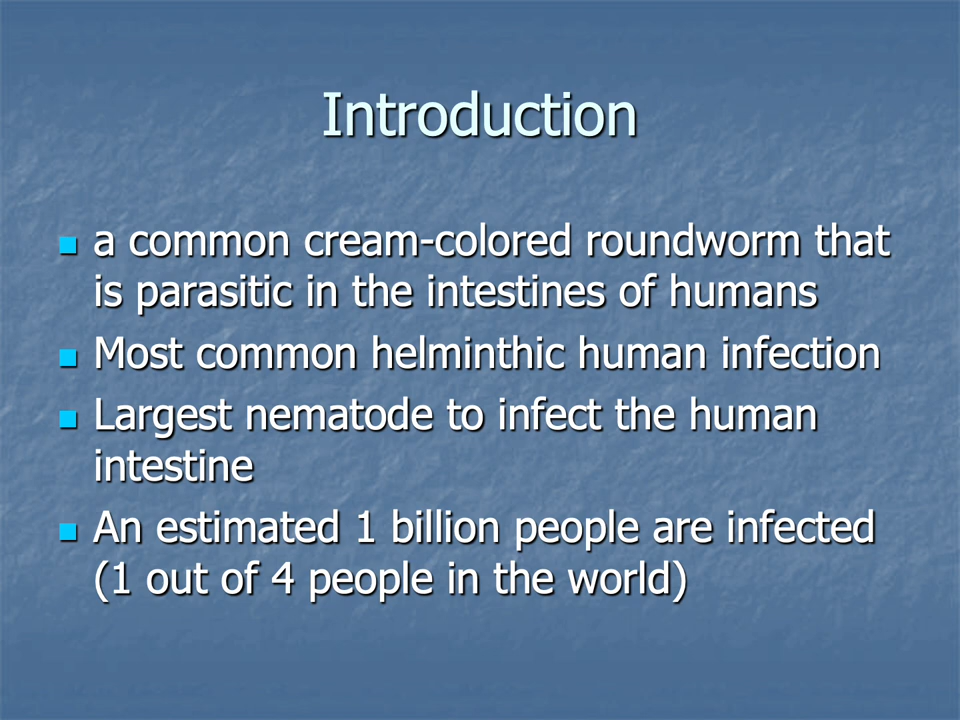 Introduction
a common cream-colored roundworm that
is parasitic in the intestines of humans
Most common helminthic human infection
Largest nematode to infect the human
intestine
An estimated 1 billion people are infected
(1 out of 4 people in the world)